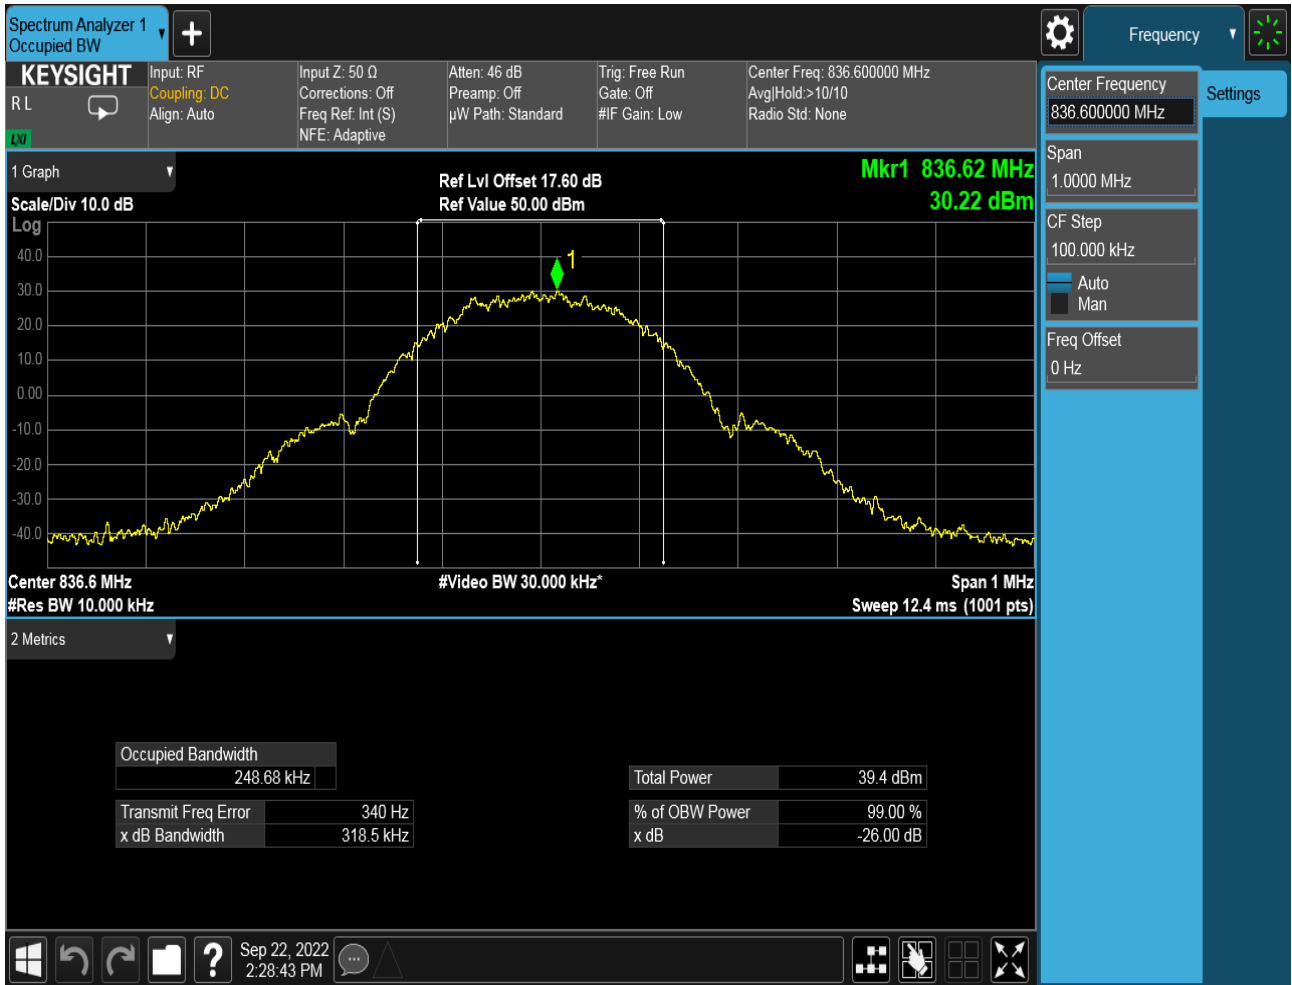 Spectrum Analyzer 1
Occupied BW
Frequency
KEYSIGHT
R L
LXI
Input: RF
Coupling: DC
Align: Auto
Input Z: 50 Ω
Corrections: Off
Freq Ref: Int (S)
NFE: Adaptive
Atten: 46 dB
Preamp: Off
µW Path: Standard
Trig: Free Run
Gate: Off
#IF Gain: Low
Center Freq: 836.600000 MHz
Avg|Hold:>10/10
Radio Std: None
Center Frequency
836.600000 MHz
Settings
Span
1.0000 MHz
CF Step
100.000 kHz
Auto
Man
Freq Offset
0 Hz
1 Graph
Scale/Div 10.0 dB
Ref Lvl Offset 17.60 dB
Ref Value 50.00 dBm
Mkr1 836.62 MHz
30.22 dBm
Log
40.0
30.0
20.0
10.0
0.00
-10.0
-20.0
-30.0
-40.0
1
Center 836.6 MHz
#Video BW 30.000 kHz*
Span 1 MHz
#Res BW 10.000 kHz
Sweep 12.4 ms (1001 pts)
2 Metrics
Occupied Bandwidth
248.68 kHz
Total Power 39.4 dBm
Transmit Freq Error 340 Hz
% of OBW Power 99.00 %
x dB Bandwidth 318.5 kHz
x dB -26.00 dB
?
Sep 22, 2022
2:28:43 PM